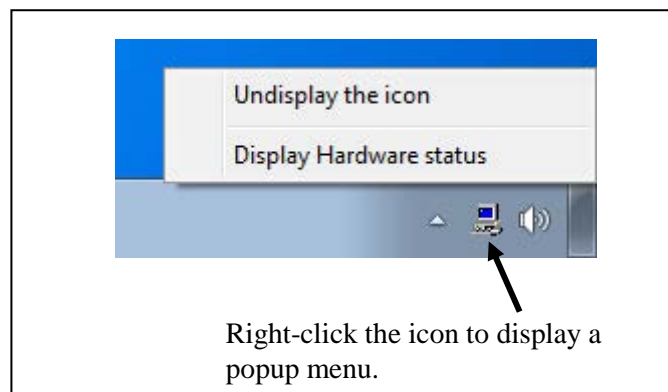 Undisplay the icon
Display Hardware status
Right-click the icon to display a
popup menu.